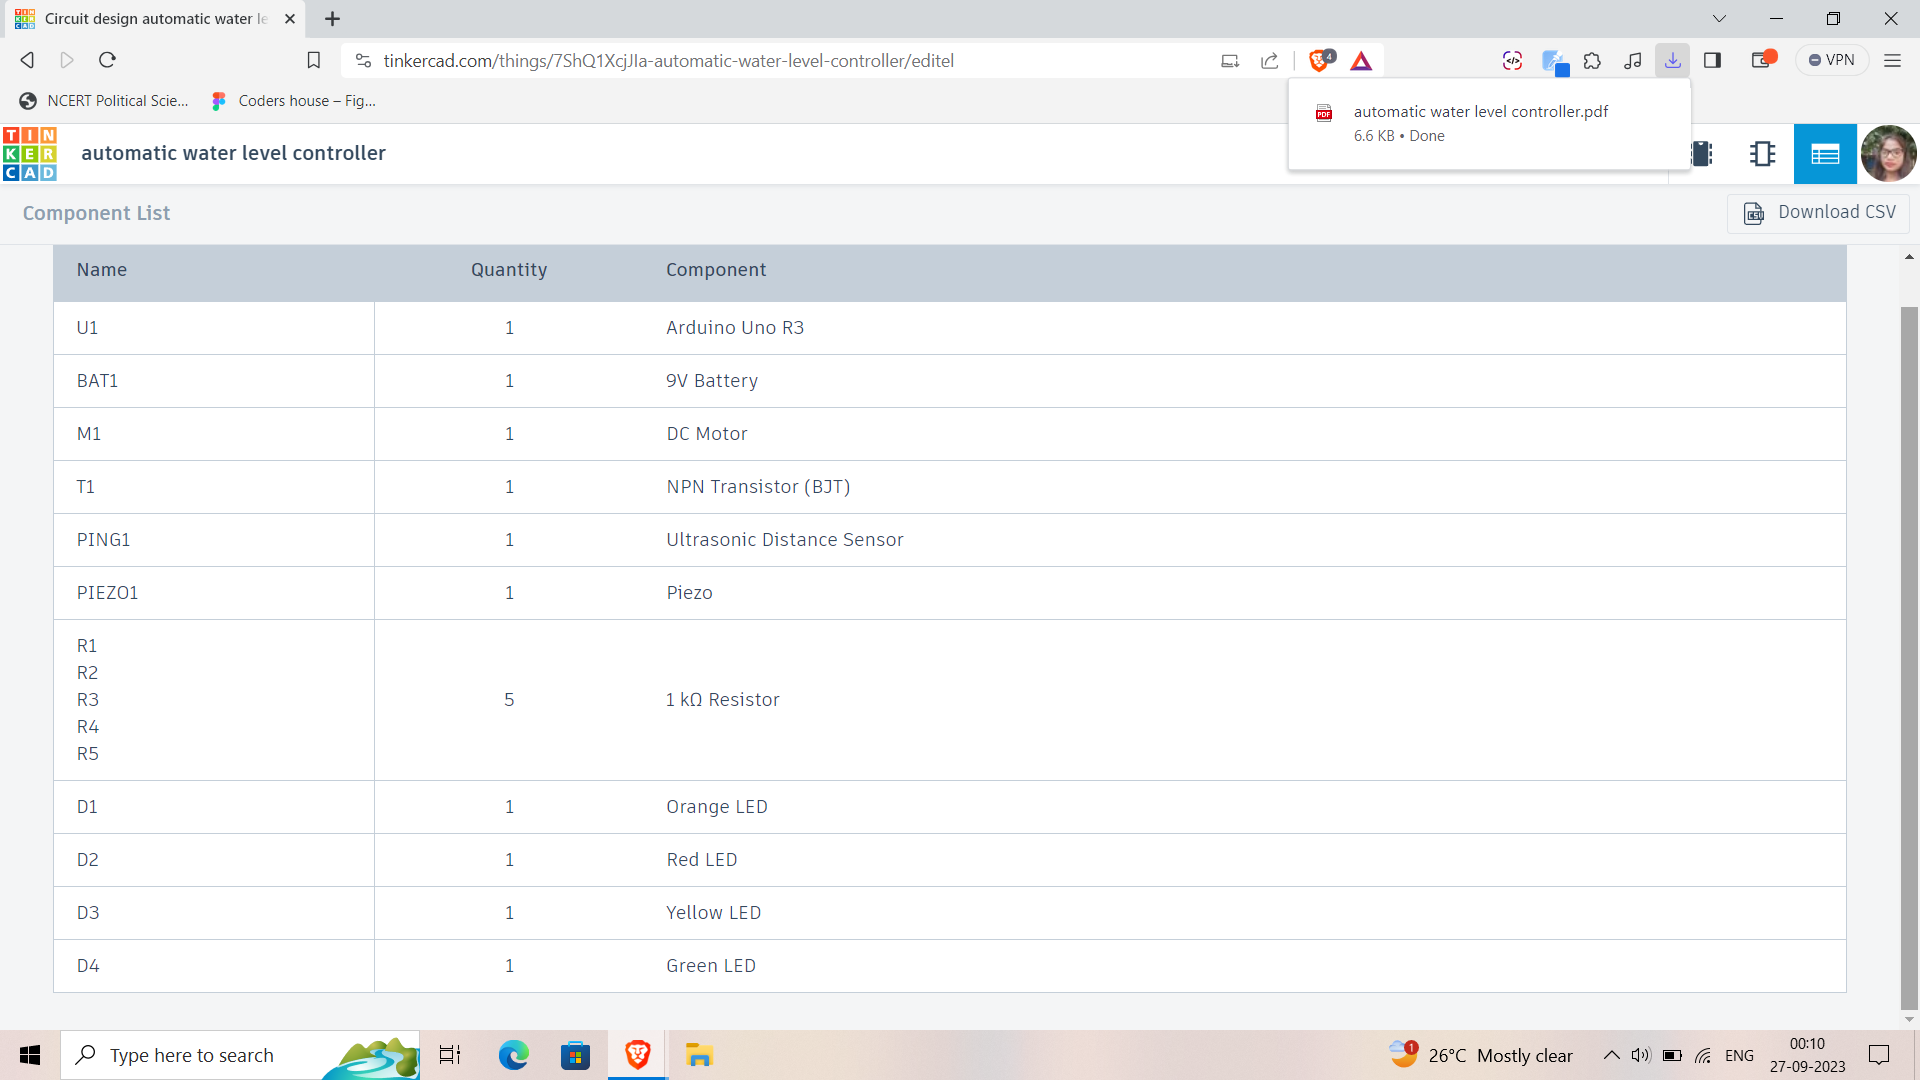 Circuit design automatic water le
tinkercad.com/things/7ShQ1XcjJIa-automatic-water-level-controller/editel
4
VPN
NCERT Political Scie...
Coders house – Fig...
automatic water level controller.pdf
6.6 KB • Done
TIN
KER
CAD
automatic water level controller
Component List
Download CSV
Name Quantity Component
U1 1 Arduino Uno R3
BAT1 1 9V Battery
M1 1 DC Motor
T1 1 NPN Transistor (BJT)
PING1 1 Ultrasonic Distance Sensor
PIEZO1 1 Piezo
R1
R2
R3 5 1 kΩ Resistor
R4
R5
D1 1 Orange LED
D2 1 Red LED
D3 1 Yellow LED
D4 1 Green LED
Type here to search
1
26°C Mostly clear
ENG
00:10
27-09-2023